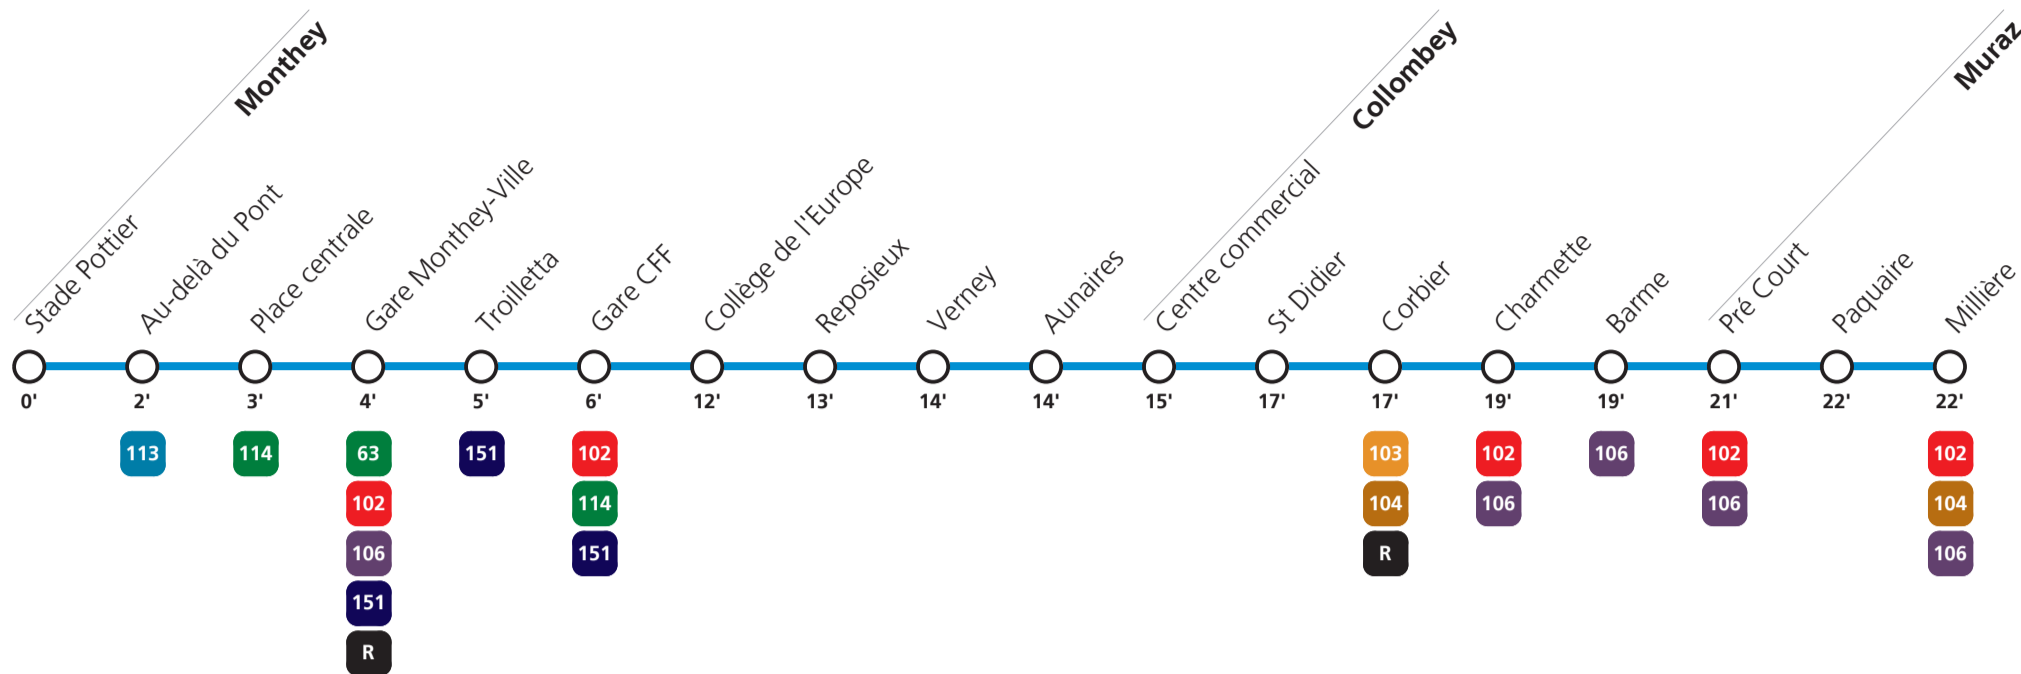 Monthey
Collombey
Muraz
Stade Pottier
Au-delà du Pont
Place centrale
Gare Monthey-Ville
Troilletta
Gare CFF
Collège de l'Europe
Reposieux
Verney
Aunaires
Centre commercial
St Didier
Corbier
Charmette
Barme
Pré Court
Paquaire
Millière
0' 2' 3' 4' 5' 6' 12' 13' 14' 14' 15' 17' 17' 19' 19' 21' 22' 22'
113 114 63 151 102 103 102 106 102 102
102 114 104 106 106 104
106 151 R 106
151
R